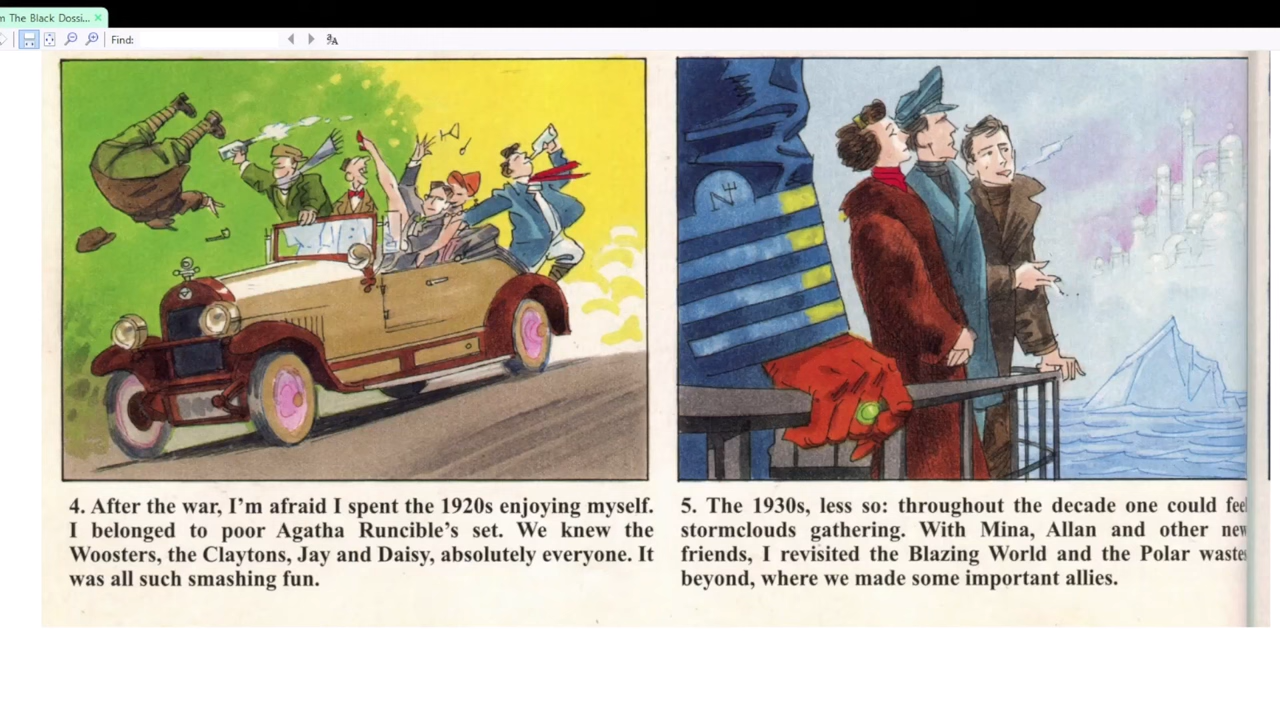 m The Black Dossi...
Find:
N
4. After the war, I'm afraid I spent the 1920s enjoying myself.
I belonged to poor Agatha Runcible's set. We knew the
Woosters, the Claytons, Jay and Daisy, absolutely everyone. It
was all such smashing fun.
5. The 1930s, less so: throughout the decade one could feel
stormclouds gathering. With Mina, Allan and other new
friends, I revisited the Blazing World and the Polar waste
beyond, where we made some important allies.